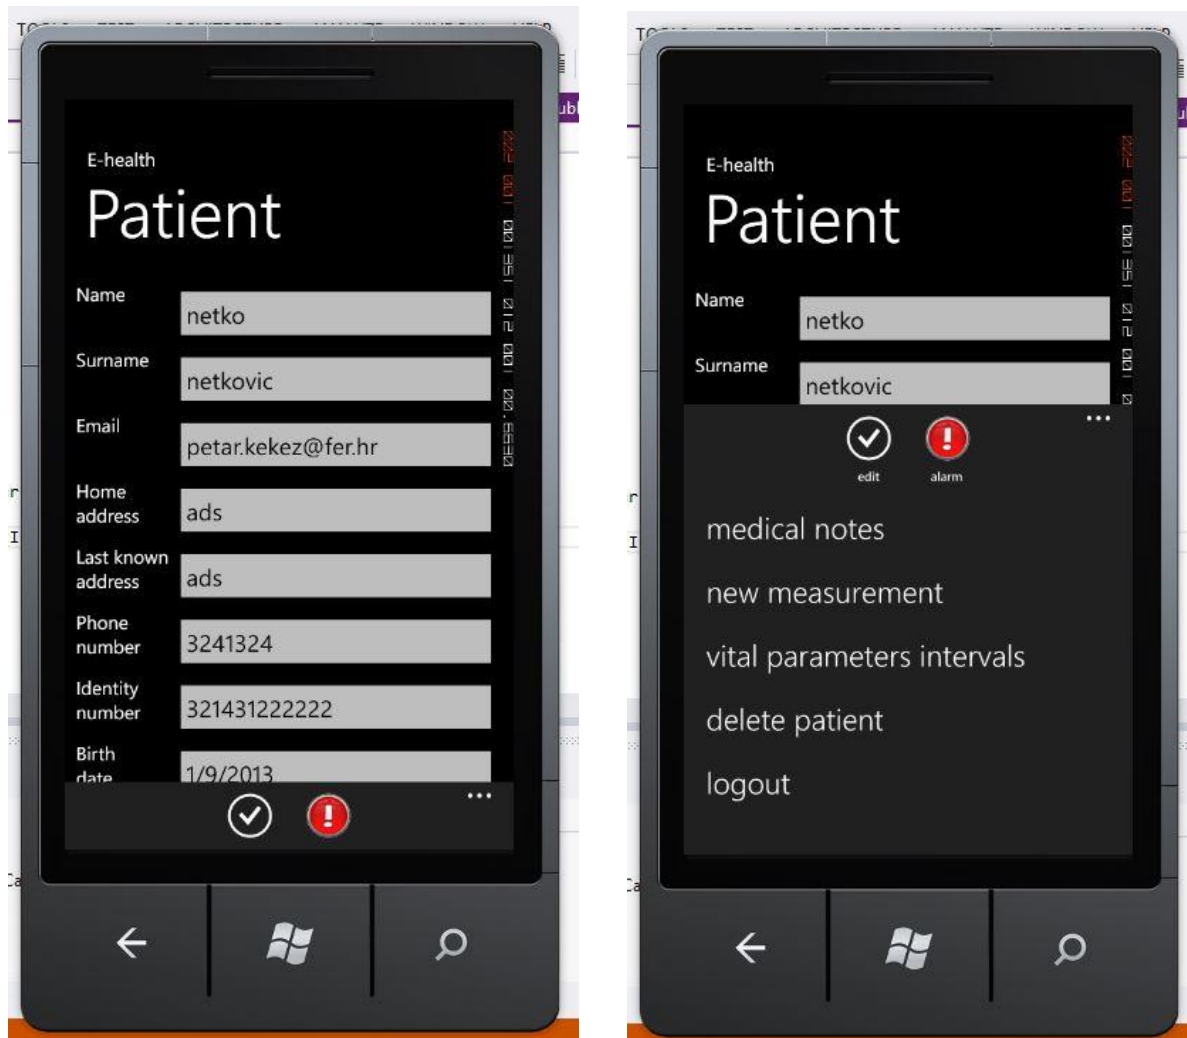 E-health
Patient
Name
netko
Surname
netkovic
Email
petar.kekez@fer.hr
Home
address
ads
Last known
address
ads
Phone
number
3241324
Identity
number
321431222222
Birth
date
1/9/2013
E-health
Patient
Name
netko
Surname
netkovic
edit
alarm
medical notes
new measurement
vital parameters intervals
delete patient
logout